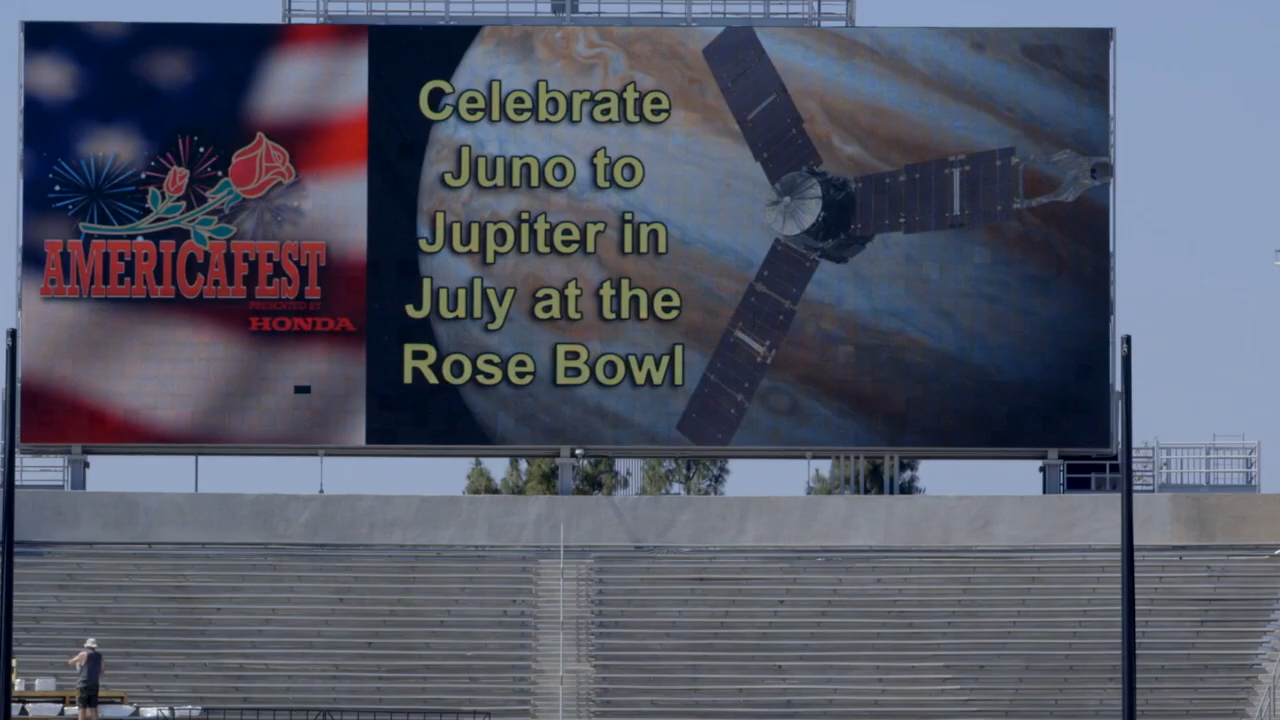 AMERICAFEST
PRESENTED BY
HONDA
Celebrate
Juno to
Jupiter in
July at the
Rose Bowl